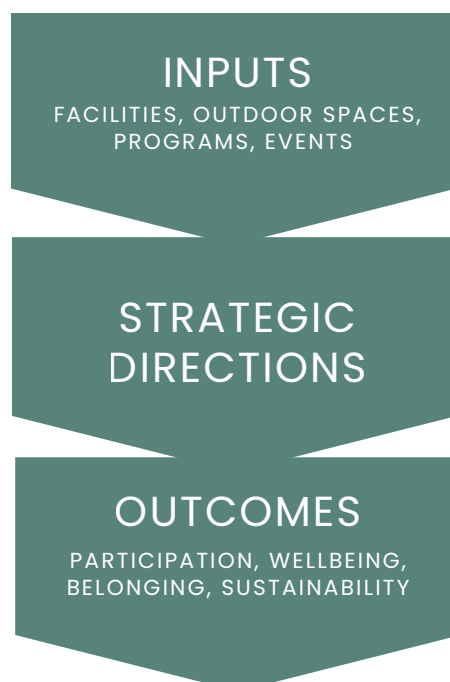 INPUTS
FACILITIES, OUTDOOR SPACES,
PROGRAMS, EVENTS
STRATEGIC
DIRECTIONS
OUTCOMES
PARTICIPATION, WELLBEING,
BELONGING, SUSTAINABILITY